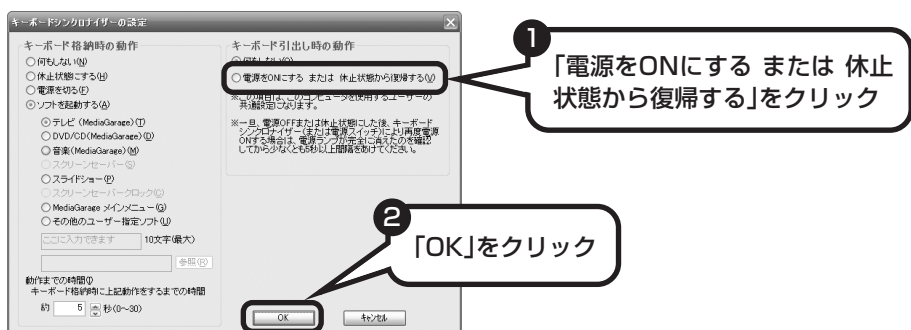 キーボードシンクロナイザーの設定
キーボード格納時の動作
何もしない(N)
休止状態にする(H)
電源を切る(F)
ソフトを起動する(A)
テレビ (MediaGarage)(T)
DVD/CD(MediaGarage)(D)
音楽(MediaGarage)(M)
スクリーンセーバー(S)
スライドショー(P)
スクリーンセーバークロック(C)
MediaGarage メインメニュー(G)
その他のユーザー指定ソフト(U)
ここに入力できます 10文字(最大)
参照(R)
動作までの時間(I)
キーボード格納時に上記動作をするまでの時間
約 5 秒(0～30)
キーボード引出し時の動作
何もしない(O)
電源をONにする または 休止状態から復帰する(V)
※この項目は、このコンピュータを使用するユーザーの
共通設定になります。
※一旦、電源OFFまたは休止状態にした後、キーボード
シンクロナイザー(または電源スイッチ)により再度電源
ONする場合は、電源ランプが完全に消えたのを確認
してから少なくとも5秒以上間隔をあけてください。
OK キャンセル
1
「電源をONにする または 休止
状態から復帰する」をクリック
2
「OK」をクリック